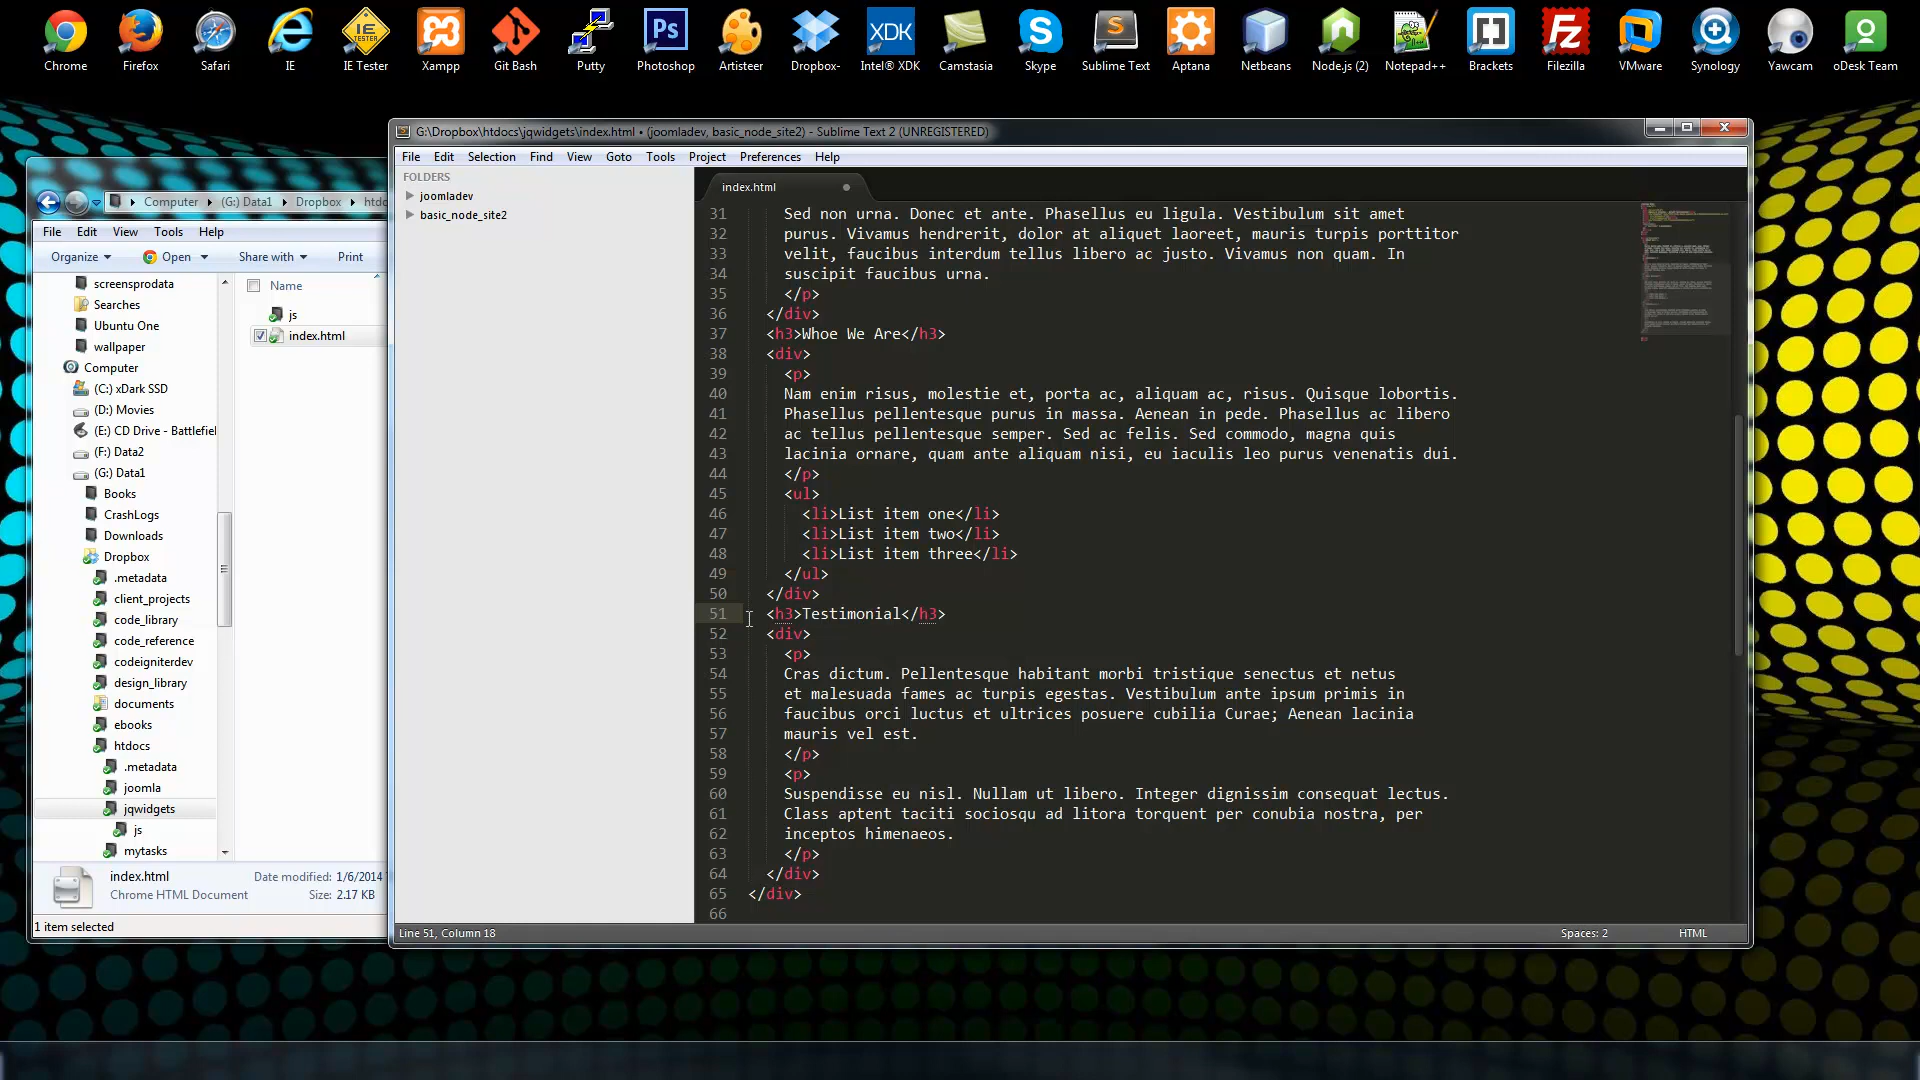 Chrome
Firefox
Safari
IE
IE Tester
Xampp
Git Bash
Putty
Photoshop
Artisteer
Dropbox-
Intel® XDK
Camstasia
Skype
Sublime Text
Aptana
Netbeans
Node.js (2)
Notepad++
Brackets
Filezilla
VMware
Synology
Yawcam
oDesk Team
G:\Dropbox\htdocs\jqwidgets\index.html • (joomladev, basic_node_site2) - Sublime Text 2 (UNREGISTERED)
File Edit Selection Find View Goto Tools Project Preferences Help
FOLDERS
joomladev
basic_node_site2
index.html
31 Sed non urna. Donec et ante. Phasellus eu ligula. Vestibulum sit amet
32 purus. Vivamus hendrerit, dolor at aliquet laoreet, mauris turpis porttitor
33 velit, faucibus interdum tellus libero ac justo. Vivamus non quam. In
34 suscipit faucibus urna.
35 </p>
36 </div>
37 <h3>Whoe We Are</h3>
38 <div>
39 <p>
40 Nam enim risus, molestie et, porta ac, aliquam ac, risus. Quisque lobortis.
41 Phasellus pellentesque purus in massa. Aenean in pede. Phasellus ac libero
42 ac tellus pellentesque semper. Sed ac felis. Sed commodo, magna quis
43 lacinia ornare, quam ante aliquam nisi, eu iaculis leo purus venenatis dui.
44 </p>
45 <ul>
46 <li>List item one</li>
47 <li>List item two</li>
48 <li>List item three</li>
49 </ul>
50 </div>
51 <h3>Testimonial</h3>
52 <div>
53 <p>
54 Cras dictum. Pellentesque habitant morbi tristique senectus et netus
55 et malesuada fames ac turpis egestas. Vestibulum ante ipsum primis in
56 faucibus orci luctus et ultrices posuere cubilia Curae; Aenean lacinia
57 mauris vel est.
58 </p>
59 <p>
60 Suspendisse eu nisl. Nullam ut libero. Integer dignissim consequat lectus.
61 Class aptent taciti sociosqu ad litora torquent per conubia nostra, per
62 inceptos himenaeos.
63 </p>
64 </div>
65 </div>
66
Line 51, Column 18
Spaces: 2
HTML
Computer (G:) Data1 Dropbox htdo
File Edit View Tools Help
Organize Open Share with Print
screensprodata
Searches
Ubuntu One
wallpaper
Computer
(C:) xDark SSD
(D:) Movies
(E:) CD Drive - Battlefiel
(F:) Data2
(G:) Data1
Books
CrashLogs
Downloads
Dropbox
.metadata
client_projects
code_library
code_reference
codeigniterdev
design_library
documents
ebooks
htdocs
.metadata
joomla
jqwidgets
js
mytasks
Name
js
index.html
index.html
Date modified: 1/6/2014
Chrome HTML Document
Size: 2.17 KB
1 item selected